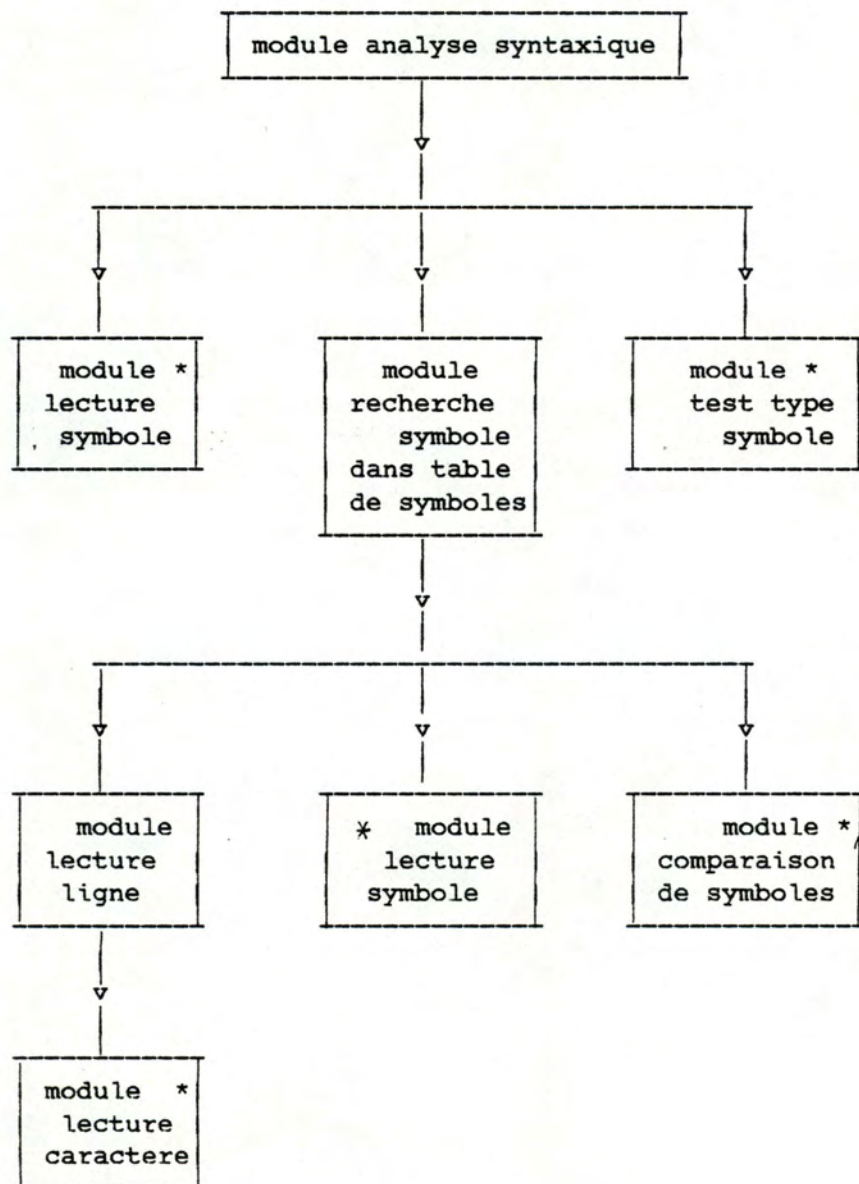 module analyse syntaxique
module *
lecture
symbole
module
recherche
symbole
dans table
de symboles
module *
test type
symbole
module
lecture
ligne
* module
lecture
symbole
module *
comparaison
de symboles
module *
lecture
caractere